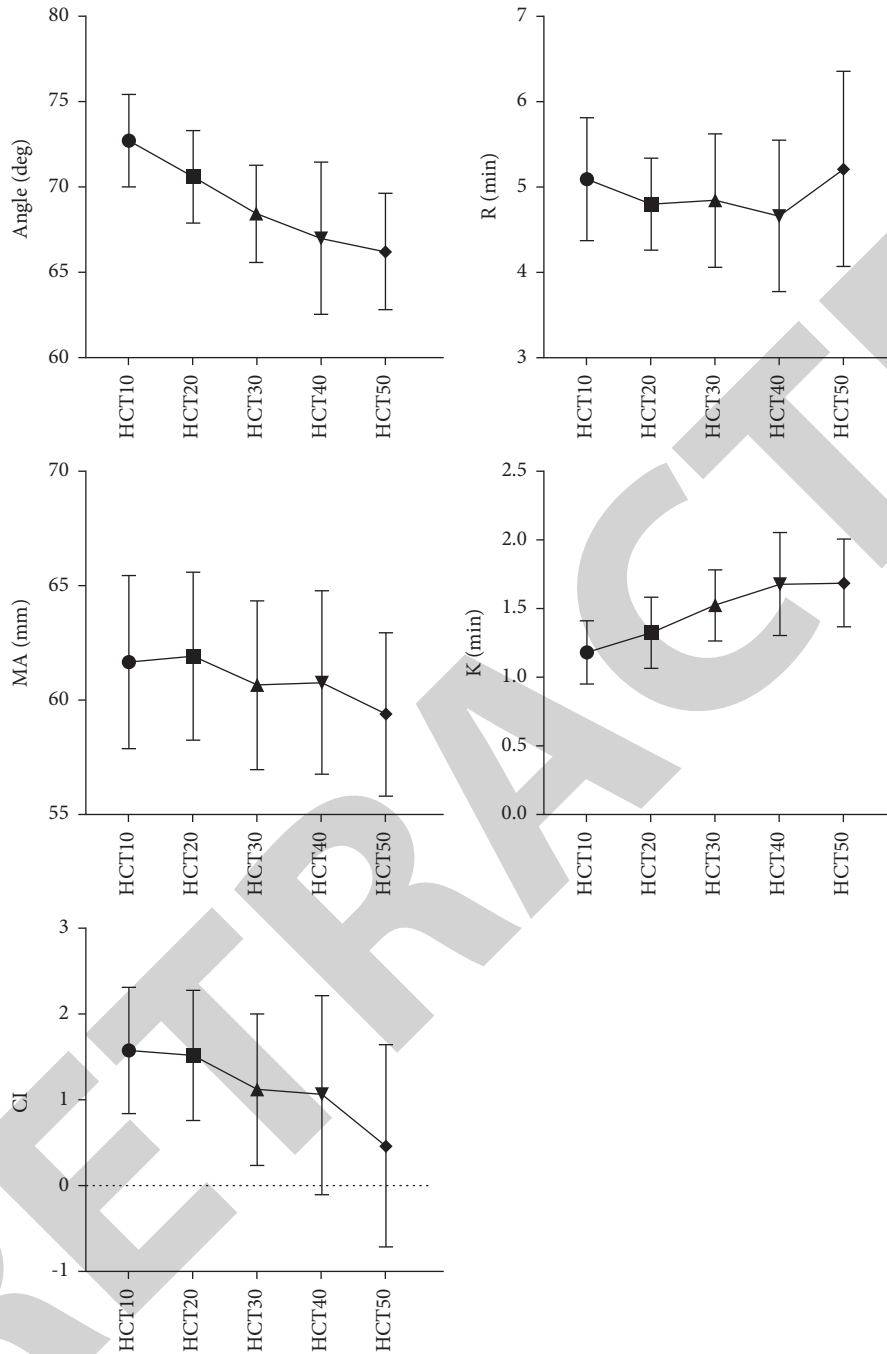 80
75
70
65
60
Angle (deg)
HCT10
HCT20
HCT30
HCT40
HCT50
7
6
5
4
3
R (min)
HCT10
HCT20
HCT30
HCT40
HCT50
70
65
60
55
MA (mm)
HCT10
HCT20
HCT30
HCT40
HCT50
2.5
2.0
1.5
1.0
0.5
0.0
K (min)
HCT10
HCT20
HCT30
HCT40
HCT50
3
2
1
0
-1
CI
HCT10
HCT20
HCT30
HCT40
HCT50
RETRACT